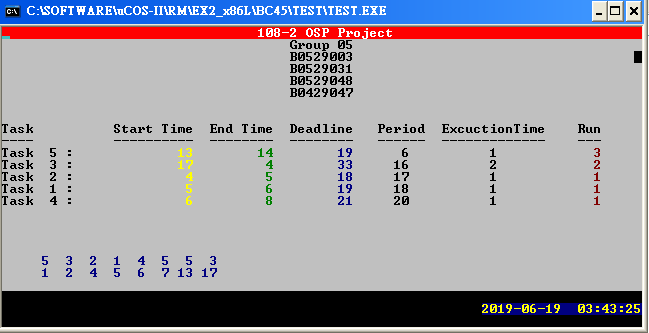 C:\SOFTWARE\uCOS-II\RM\EX2_x86L\BC45\TEST\TEST.EXE
108-2 OSP Project
Group 05
B0529003
B0529031
B0529048
B0429047
Task Start Time End Time Deadline Period ExcuctionTime Run
---- ---------- -------- -------- ------ ------------- ---
Task 5 : 13 14 19 6 1 3
Task 3 : 17 4 33 16 2 2
Task 2 : 4 5 18 17 1 1
Task 1 : 5 6 19 18 1 1
Task 4 : 6 8 21 20 1 1
5 3 2 1 4 5 5 3
1 2 4 5 6 7 13 17
2019-06-19 03:43:25